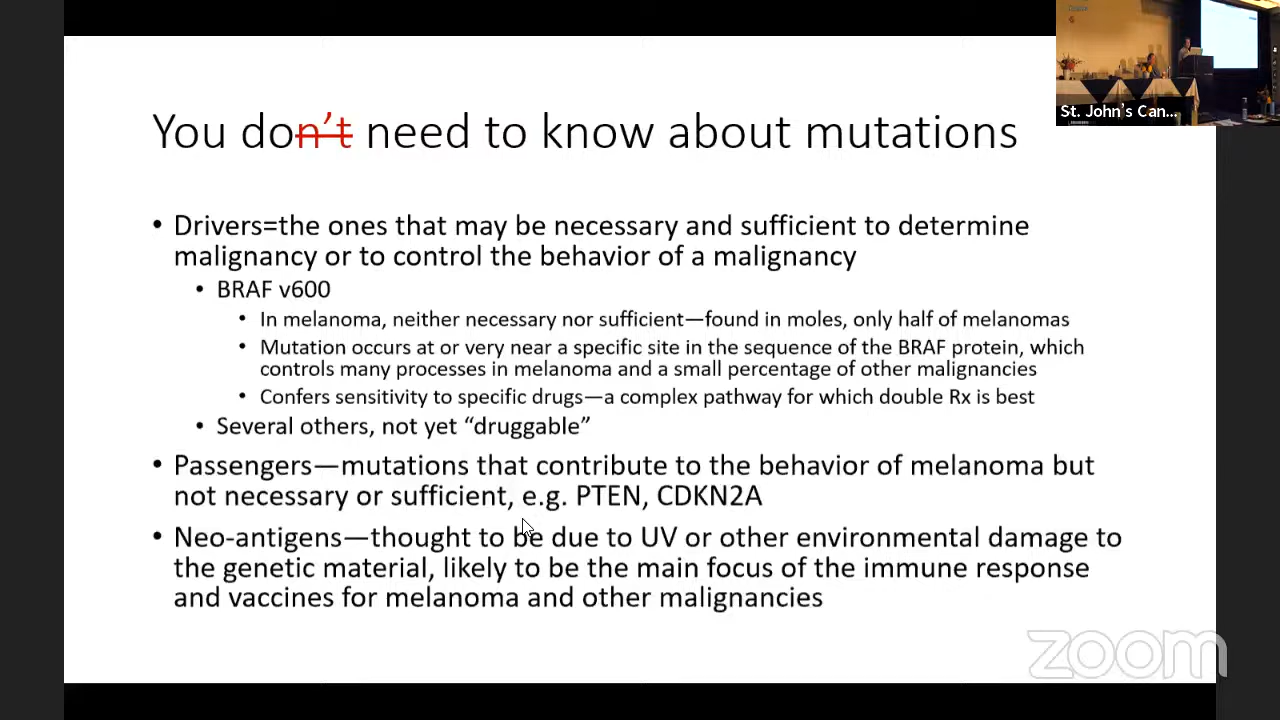 St. John's Can...
You don't need to know about mutations
• Drivers=the ones that may be necessary and sufficient to determine
malignancy or to control the behavior of a malignancy
• BRAF v600
• In melanoma, neither necessary nor sufficient—found in moles, only half of melanomas
• Mutation occurs at or very near a specific site in the sequence of the BRAF protein, which
controls many processes in melanoma and a small percentage of other malignancies
• Confers sensitivity to specific drugs—a complex pathway for which double Rx is best
• Several others, not yet “druggable”
• Passengers—mutations that contribute to the behavior of melanoma but
not necessary or sufficient, e.g. PTEN, CDKN2A
• Neo-antigens—thought to be due to UV or other environmental damage to
the genetic material, likely to be the main focus of the immune response
and vaccines for melanoma and other malignancies
zoom